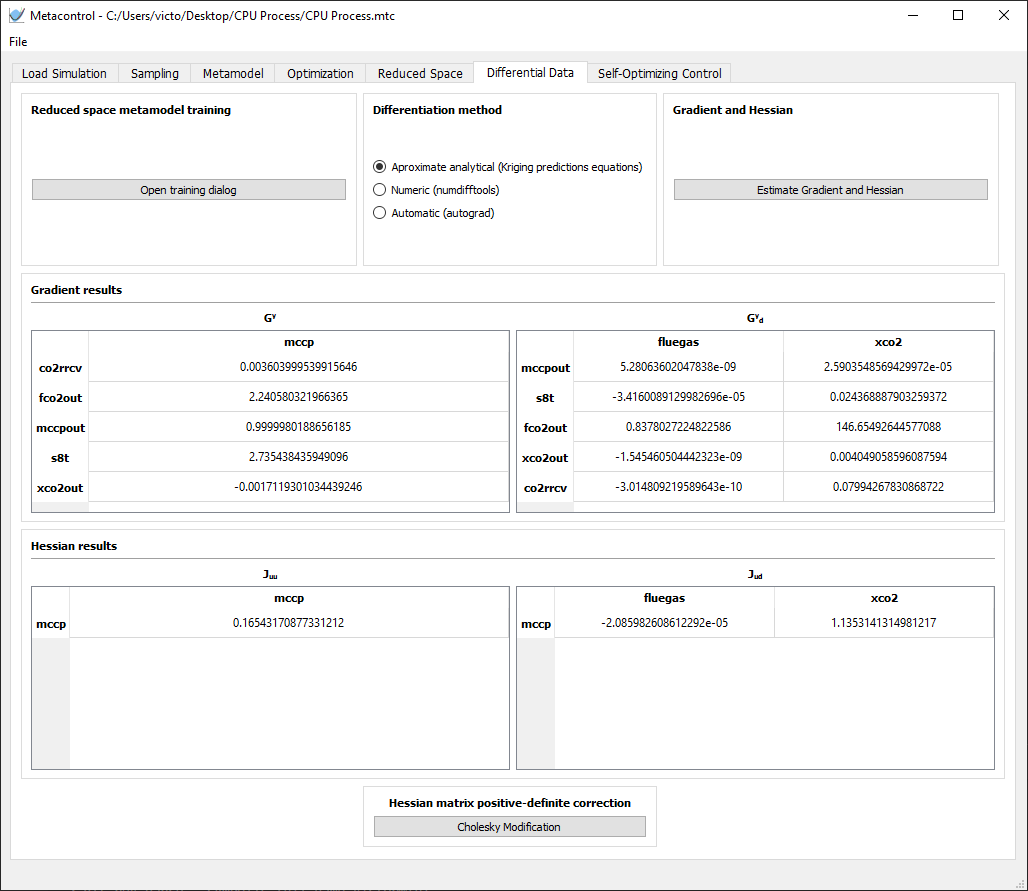 Metacontrol - C:/Users/victo/Desktop/CPU Process/CPU Process.mtc
File
Load Simulation Sampling Metamodel Optimization Reduced Space Differential Data Self-Optimizing Control
Reduced space metamodel training
Open training dialog
Differentiation method
Aproximate analytical (Kriging predictions equations)
Numeric (numdifftools)
Automatic (autograd)
Gradient and Hessian
Estimate Gradient and Hessian
Gradient results
Gʸ
mccp
co2rrcv 0.003603999539915646
fco2out 2.240580321966365
mccpout 0.9999980188656185
s8t 2.735438435949096
xco2out -0.0017119301034439246
Gʸd
fluegas xco2
mccpout 5.28063602047838e-09 2.5903548569429972e-05
s8t -3.4160089129982696e-05 0.024368887903259372
fco2out 0.8378027224822586 146.65492644577088
xco2out -1.545460504442323e-09 0.004049058596087594
co2rrcv -3.014809219589643e-10 0.07994267830868722
Hessian results
Juu
mccp
mccp 0.16543170877331212
Jud
fluegas xco2
mccp -2.085982608612292e-05 1.1353141314981217
Hessian matrix positive-definite correction
Cholesky Modification